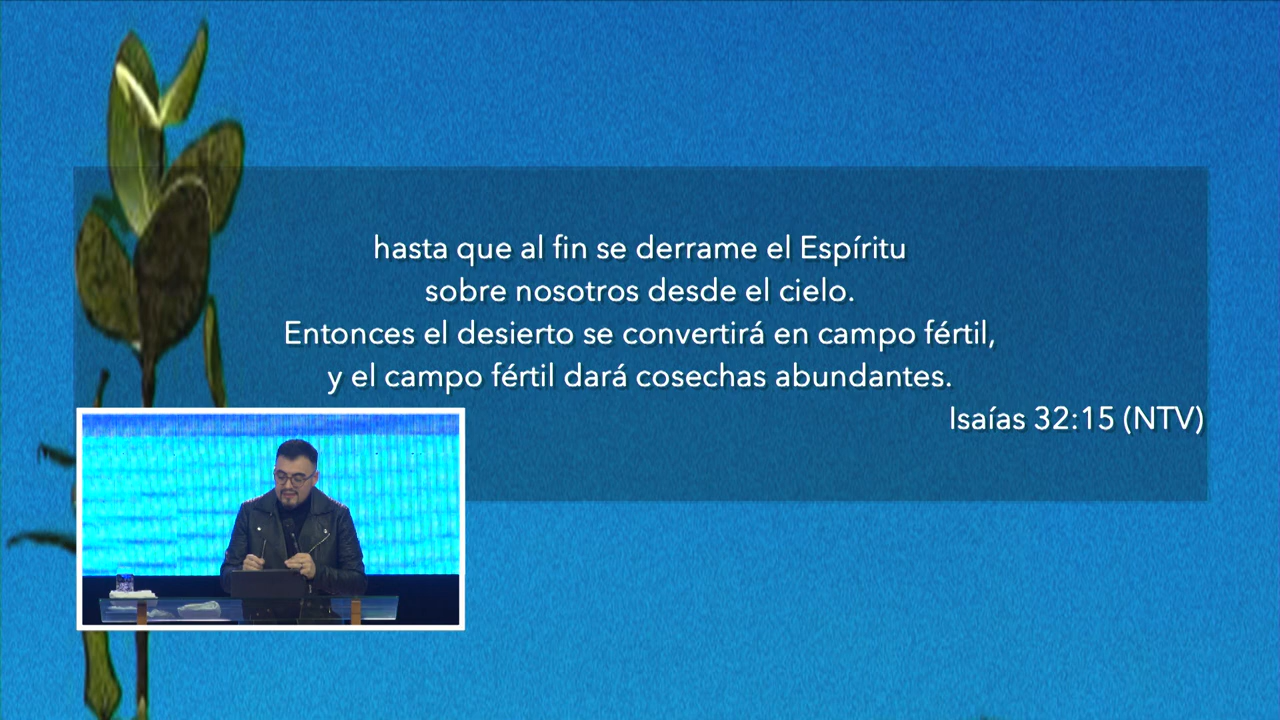 hasta que al fin se derrame el Espíritu
sobre nosotros desde el cielo.
Entonces el desierto se convertirá en campo fértil,
y el campo fértil dará cosechas abundantes.
Isaías 32:15 (NTV)